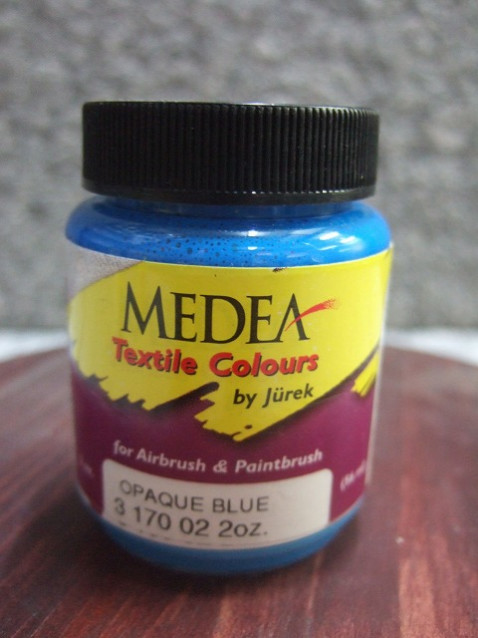 MEDEA
Textile Colours
by Jürek
for Airbrush & Paintbrush
OPAQUE BLUE
3 170 02 2oz.